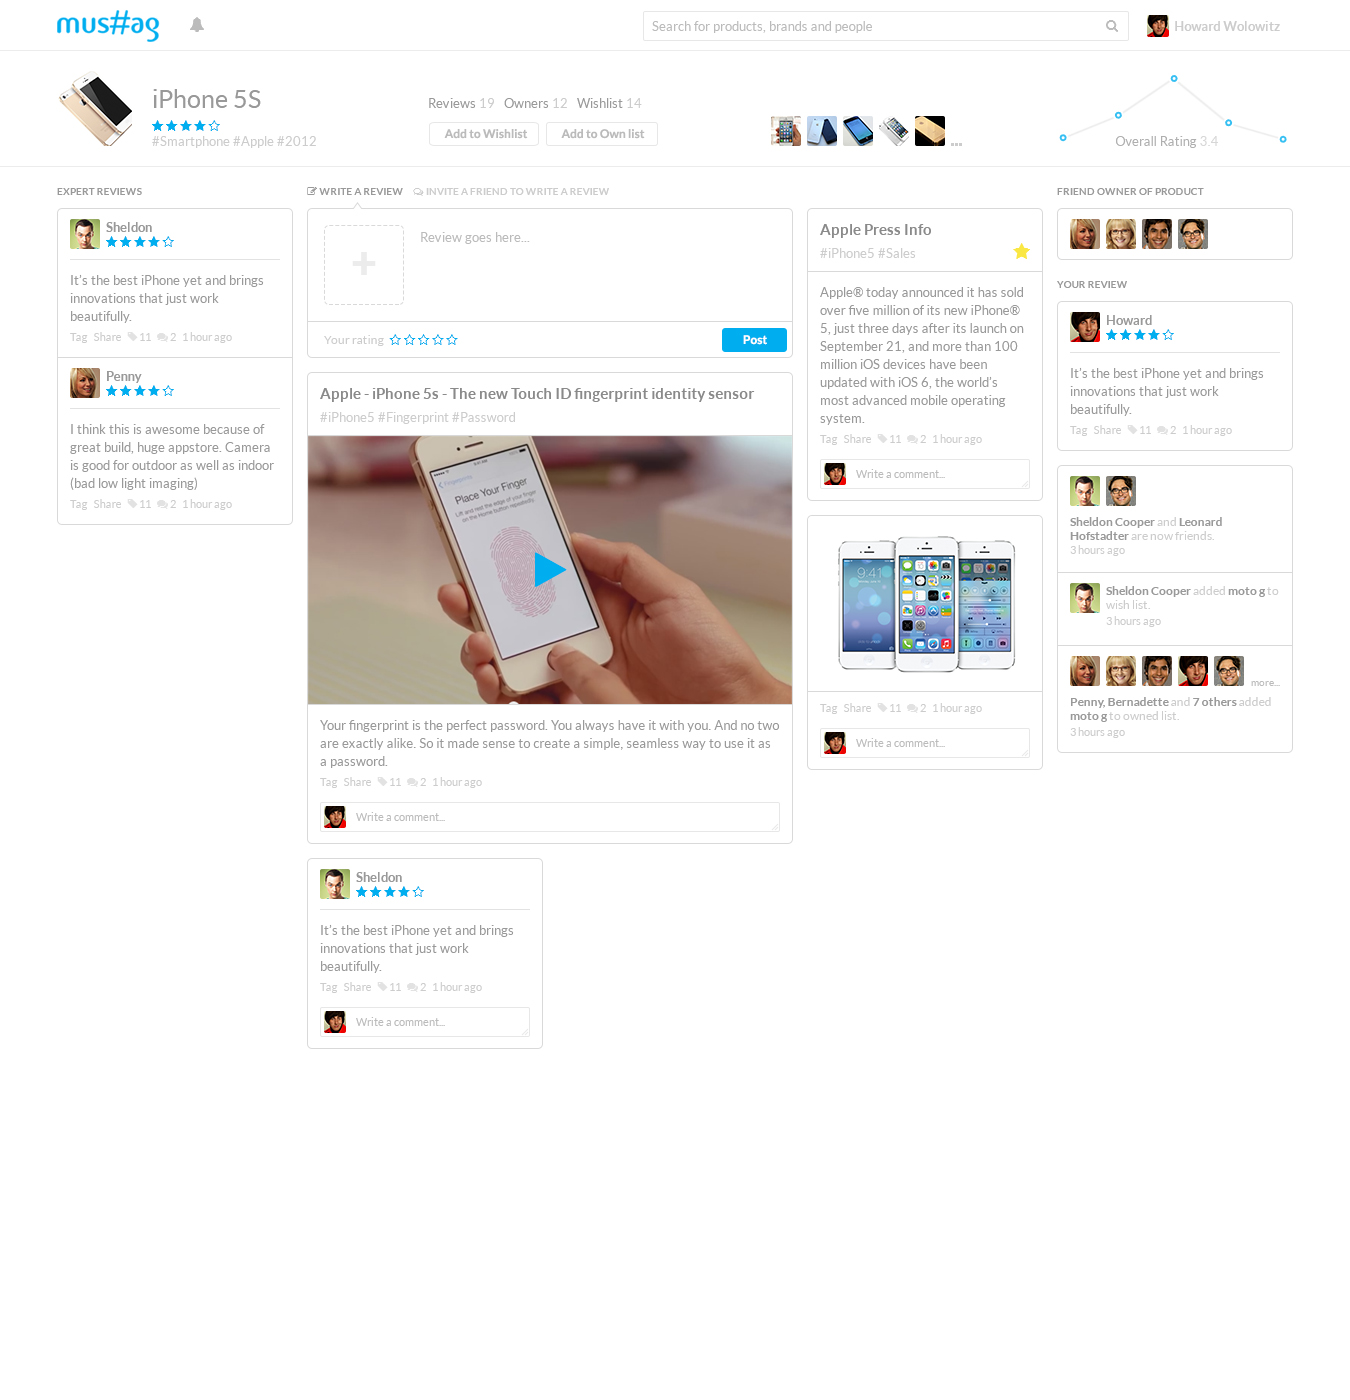 mus#ag
Search for products, brands and people
Howard Wolowitz
iPhone 5S
#Smartphone #Apple #2012
Reviews 19 Owners 12 Wishlist 14
Add to Wishlist
Add to Own list
...
Overall Rating 3.4
EXPERT REVIEWS
Sheldon
It's the best iPhone yet and brings
innovations that just work
beautifully.
Tag Share 11 2 1 hour ago
Penny
I think this is awesome because of
great build, huge appstore. Camera
is good for outdoor as well as indoor
(bad low light imaging)
Tag Share 11 2 1 hour ago
WRITE A REVIEW
INVITE A FRIEND TO WRITE A REVIEW
Review goes here...
Your rating
Post
Apple - iPhone 5s - The new Touch ID fingerprint identity sensor
#iPhone5 #Fingerprint #Password
Fingerprint
Place Your Finger
Lift and rest the edge of your finger
on the Home button repeatedly.
Your fingerprint is the perfect password. You always have it with you. And no two
are exactly alike. So it made sense to create a simple, seamless way to use it as
a password.
Tag Share 11 2 1 hour ago
Write a comment...
Sheldon
It's the best iPhone yet and brings
innovations that just work
beautifully.
Tag Share 11 2 1 hour ago
Write a comment...
Apple Press Info
#iPhone5 #Sales
Apple® today announced it has sold
over five million of its new iPhone®
5, just three days after its launch on
September 21, and more than 100
million iOS devices have been
updated with iOS 6, the world's
most advanced mobile operating
system.
Tag Share 11 2 1 hour ago
Write a comment...
9:41
Tag Share 11 2 1 hour ago
Write a comment...
FRIEND OWNER OF PRODUCT
YOUR REVIEW
Howard
It's the best iPhone yet and brings
innovations that just work
beautifully.
Tag Share 11 2 1 hour ago
Sheldon Cooper and Leonard
Hofstadter are now friends.
3 hours ago
Sheldon Cooper added moto g to
wish list.
3 hours ago
more...
Penny, Bernadette and 7 others added
moto g to owned list.
3 hours ago